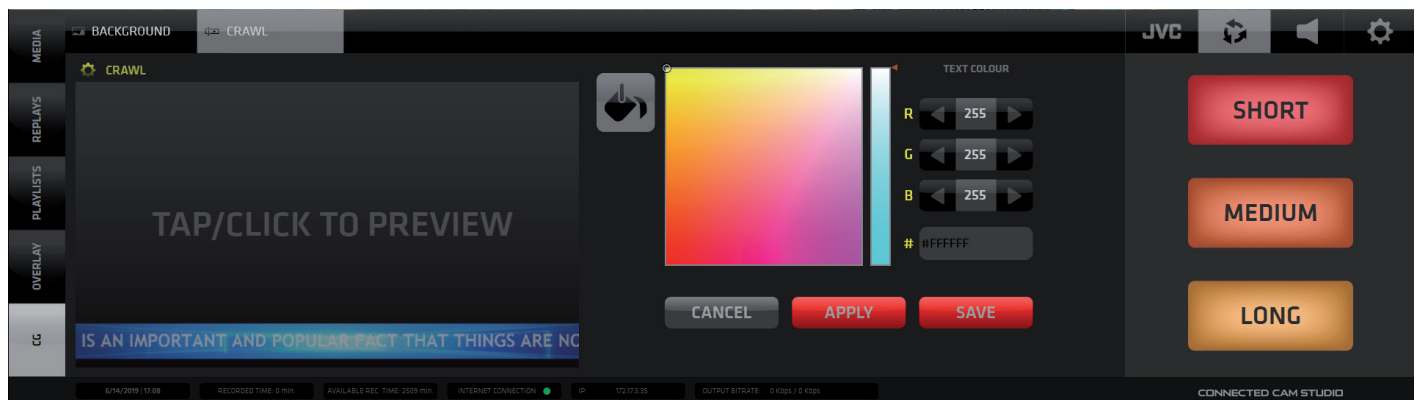 MEDIA
REPLAYS
PLAYLISTS
OVERLAY
CG
BACKGROUND
CRAWL
CRAWL
TAP/CLICK TO PREVIEW
IS AN IMPORTANT AND POPULAR FACT THAT THINGS ARE NO
TEXT COLOUR
R 255
G 255
B 255
# #FFFFFF
CANCEL APPLY SAVE
JVC
SHORT
MEDIUM
LONG
6/14/2019 | 17:08 RECORDED TIME: 0 min. AVAILABLE REC. TIME: 2509 min. INTERNET CONNECTION IP: 172.17.3.35 OUTPUT BITRATE: 0 Kbps / 0 Kbps
CONNECTED CAM STUDIO